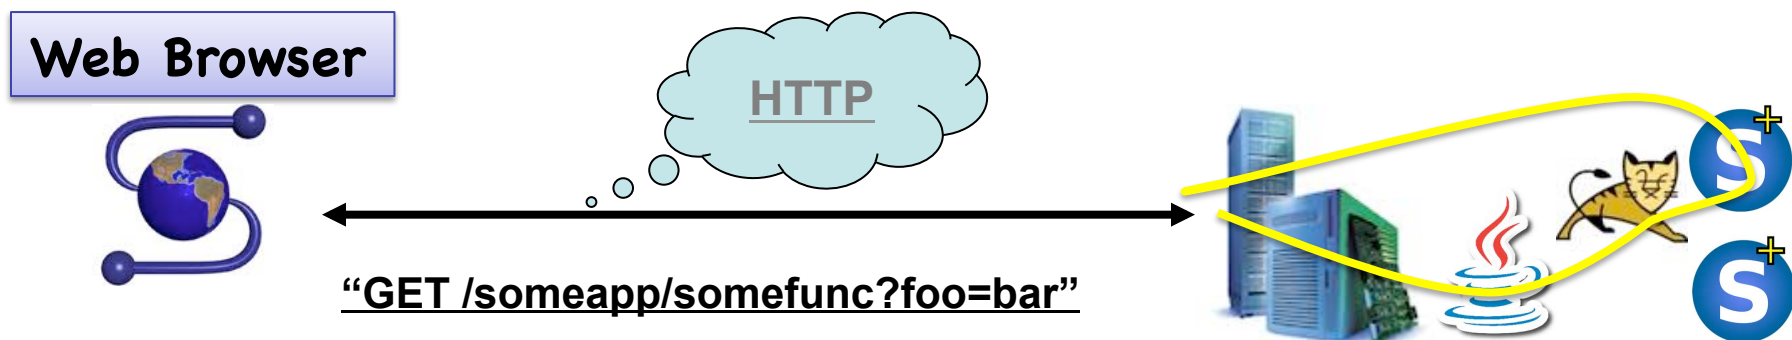 Web Browser
HTTP
“GET /someapp/somefunc?foo=bar”
S+
S+